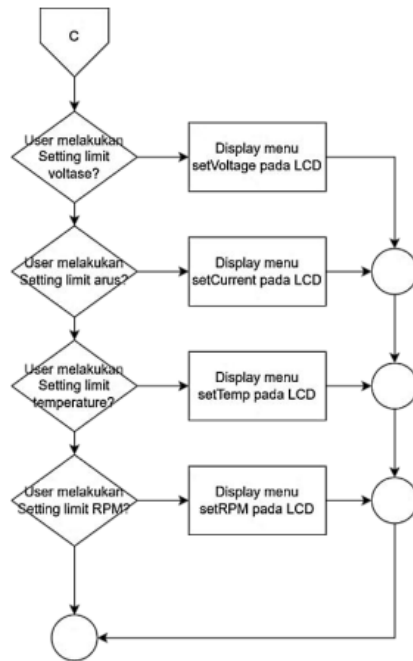 C
User melakukan
Setting limit
voltase?
Display menu
setVoltage pada LCD
User melakukan
Setting limit arus?
Display menu
setCurrent pada LCD
User melakukan
Setting limit
temperature?
Display menu
setTemp pada LCD
User melakukan
Setting limit RPM?
Display menu
setRPM pada LCD